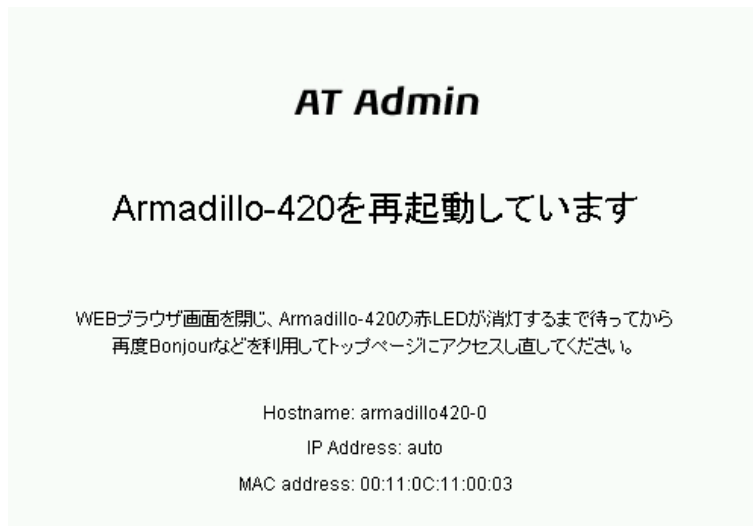 AT Admin
Armadillo-420を再起動しています
WEBブラウザ画面を閉じ、Armadillo-420の赤LEDが消灯するまで待ってから
再度Bonjourなどを利用してトップページにアクセスし直してください。
Hostname: armadillo420-0
IP Address: auto
MAC address: 00:11:0C:11:00:03